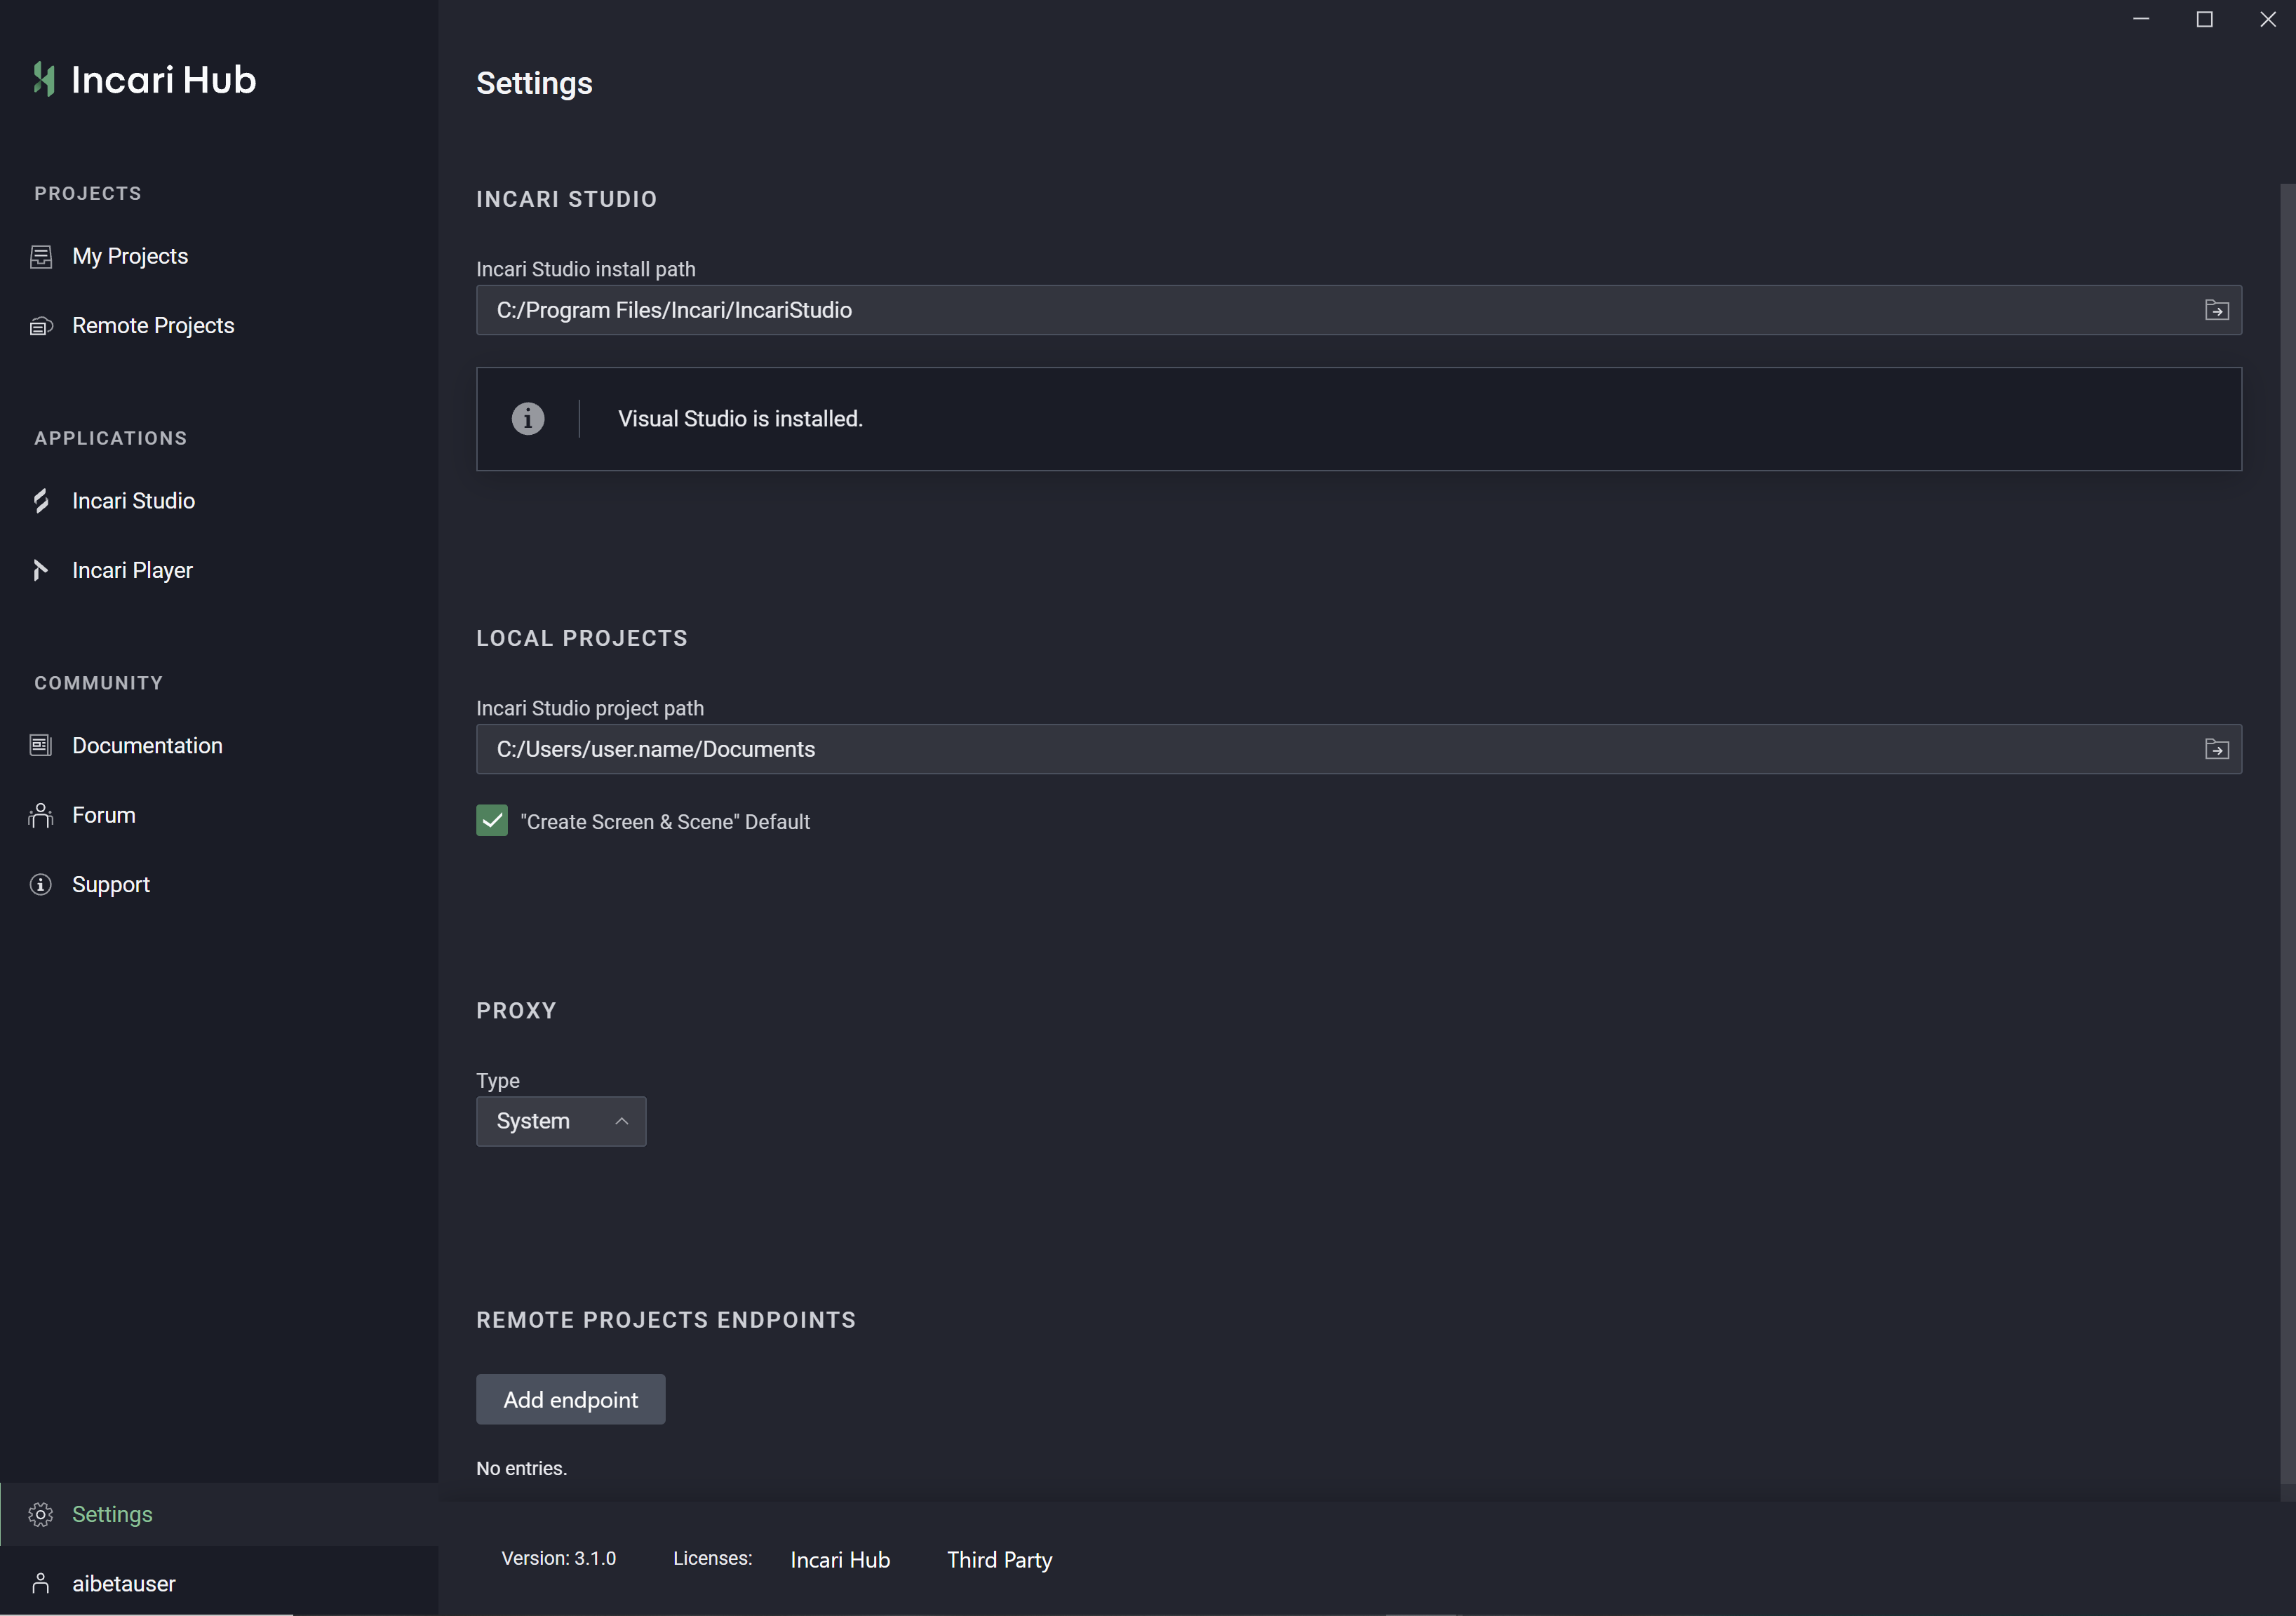 Incari Hub
PROJECTS
My Projects
Remote Projects
APPLICATIONS
Incari Studio
Incari Player
COMMUNITY
Documentation
Forum
Support
Settings
aibetauser
Settings
INCARI STUDIO
Incari Studio install path
C:/Program Files/Incari/IncariStudio
Visual Studio is installed.
LOCAL PROJECTS
Incari Studio project path
C:/Users/user.name/Documents
"Create Screen & Scene" Default
PROXY
Type
System
REMOTE PROJECTS ENDPOINTS
Add endpoint
No entries.
Version: 3.1.0 Licenses: Incari Hub Third Party